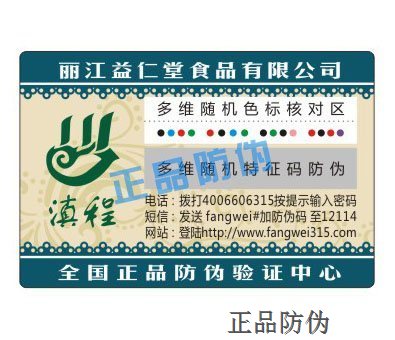 丽江益仁堂食品有限公司
多维随机色标核对区
多维随机特征码防伪
正品防伪
滇程
电话：拨打4006606315按提示输入密码
短信：发送 fangwei#加防伪码 至12114
网站：登陆http://www.fangwei315.com
全国正品防伪验证中心
正品防伪